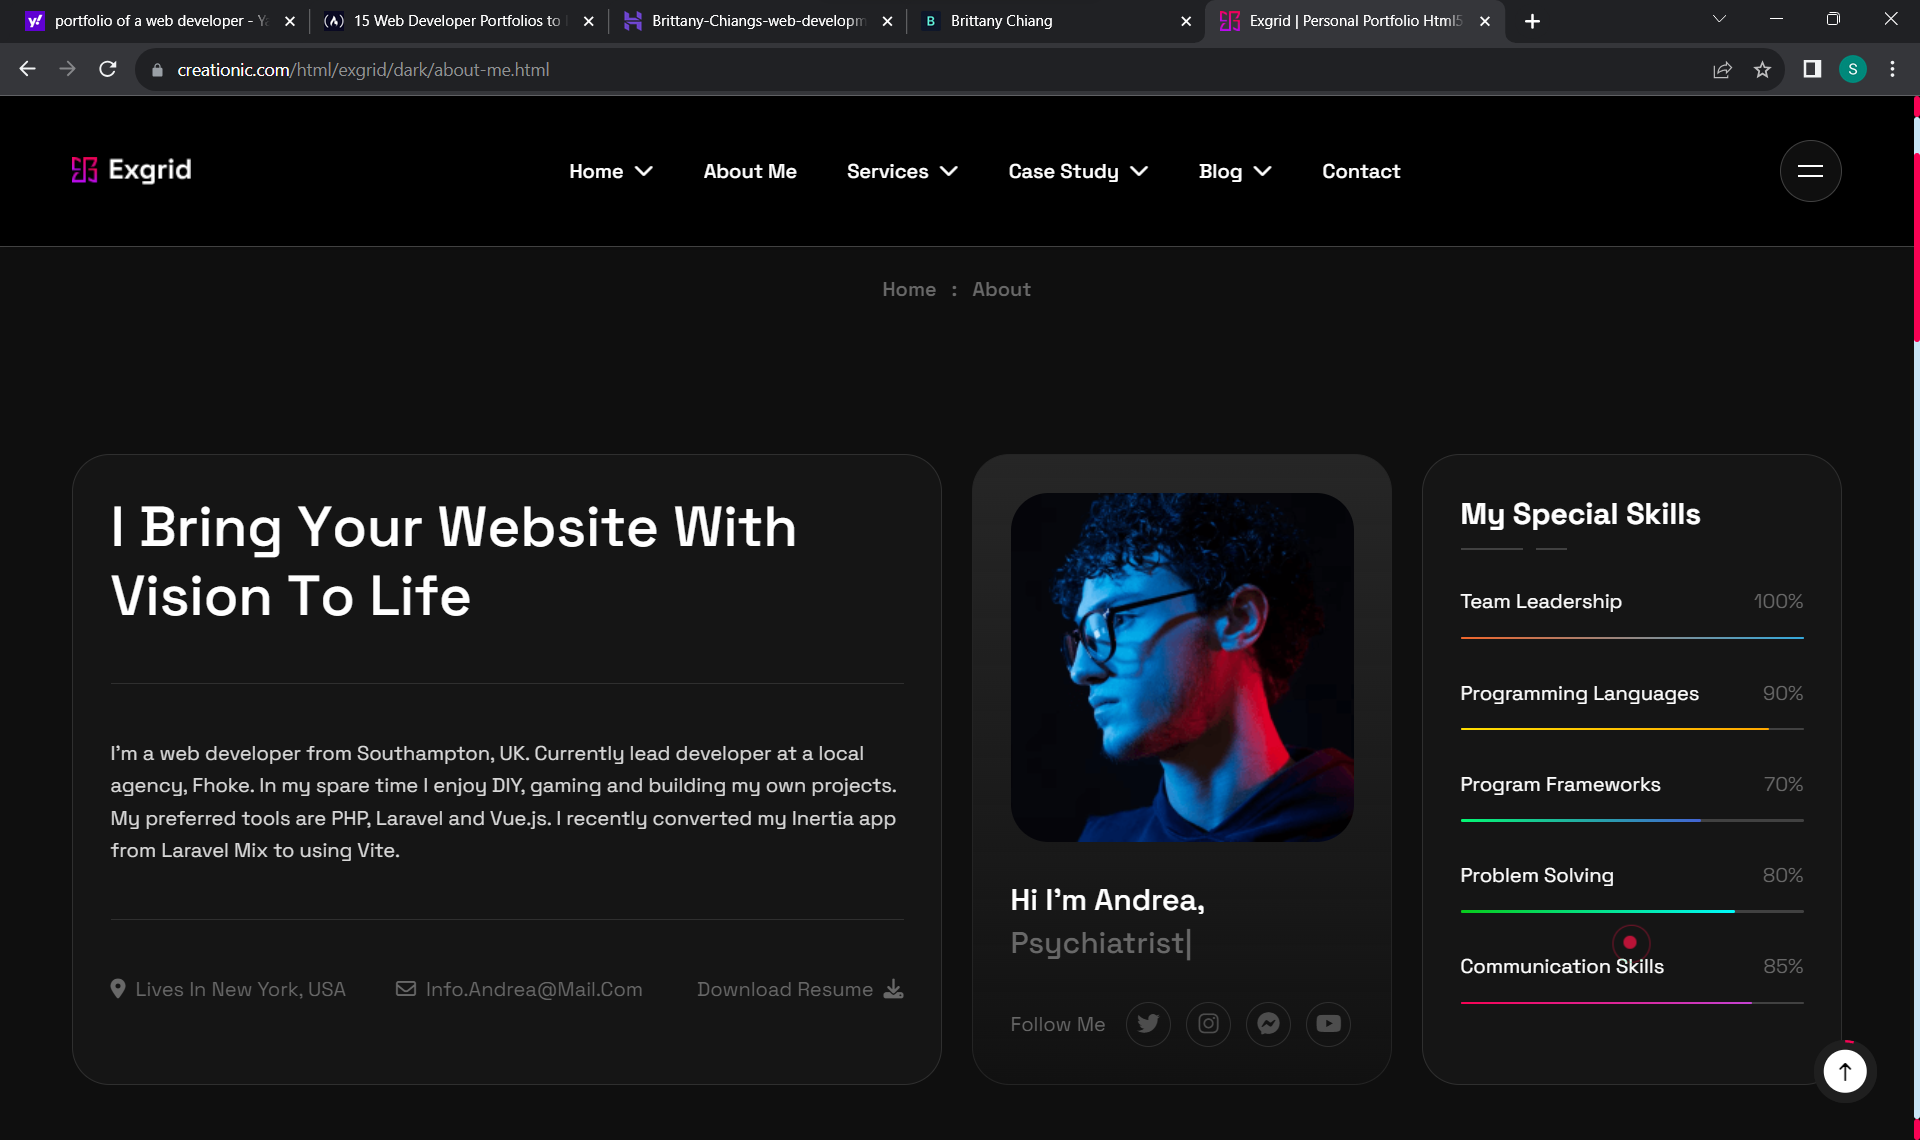 portfolio of a web developer - Ya
15 Web Developer Portfolios to
Brittany-Chiangs-web-developm
Brittany Chiang
Exgrid | Personal Portfolio Html5
creationic.com/html/exgrid/dark/about-me.html
S
Exgrid
Home
About Me
Services
Case Study
Blog
Contact
Home : About
I Bring Your Website With
Vision To Life
I'm a web developer from Southampton, UK. Currently lead developer at a local
agency, Fhoke. In my spare time I enjoy DIY, gaming and building my own projects.
My preferred tools are PHP, Laravel and Vue.js. I recently converted my Inertia app
from Laravel Mix to using Vite.
Lives In New York, USA
Info.Andrea@Mail.Com
Download Resume
Hi I'm Andrea,
Psychiatrist|
Follow Me
My Special Skills
Team Leadership 100%
Programming Languages 90%
Program Frameworks 70%
Problem Solving 80%
Communication Skills 85%